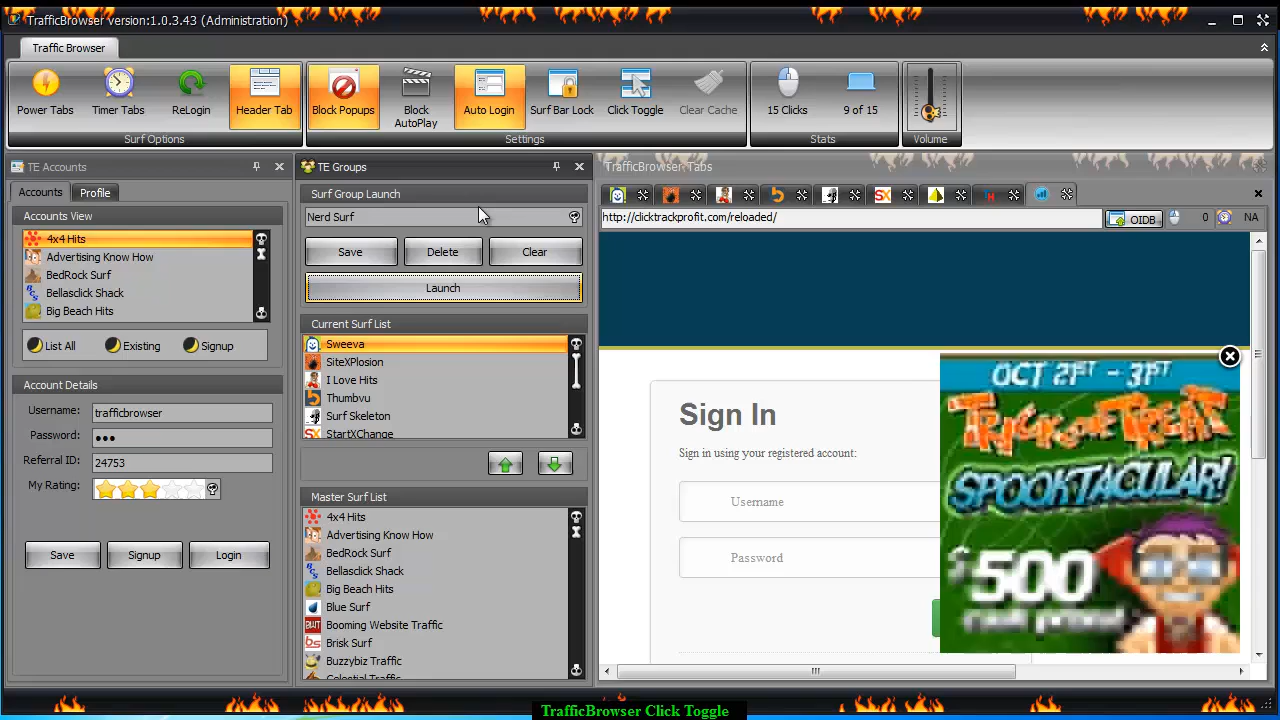 TrafficBrowser version:1.0.3.43 (Administration)
Traffic Browser
Power Tabs
Timer Tabs
ReLogin
Header Tab
Block Popups
Block AutoPlay
Auto Login
Surf Bar Lock
Click Toggle
Clear Cache
15 Clicks
9 of 15
Surf Options
Settings
Stats
Volume
TE Accounts
Accounts
Profile
Accounts View
4x4 Hits
Advertising Know How
BedRock Surf
Bellasclick Shack
Big Beach Hits
List All
Existing
Signup
Account Details
Username:
trafficbrowser
Password:
•••
Referral ID:
24753
My Rating:
Save
Signup
Login
TE Groups
Surf Group Launch
Nerd Surf
Save
Delete
Clear
Launch
Current Surf List
Sweeva
SiteXPlosion
I Love Hits
Thumbvu
Surf Skeleton
StartXChange
Master Surf List
4x4 Hits
Advertising Know How
BedRock Surf
Bellasclick Shack
Big Beach Hits
Blue Surf
Booming Website Traffic
Brisk Surf
Buzzybiz Traffic
Celestial Traffic
TrafficBrowser Tabs
http://clicktrackprofit.com/reloaded/
OIDB
0
NA
Sign In
Sign in using your registered account:
Username
Password
OCT 21ST - 31ST
TRICK OR TREAT
SPOOKTACULAR!
$500
TrafficBrowser Click Toggle